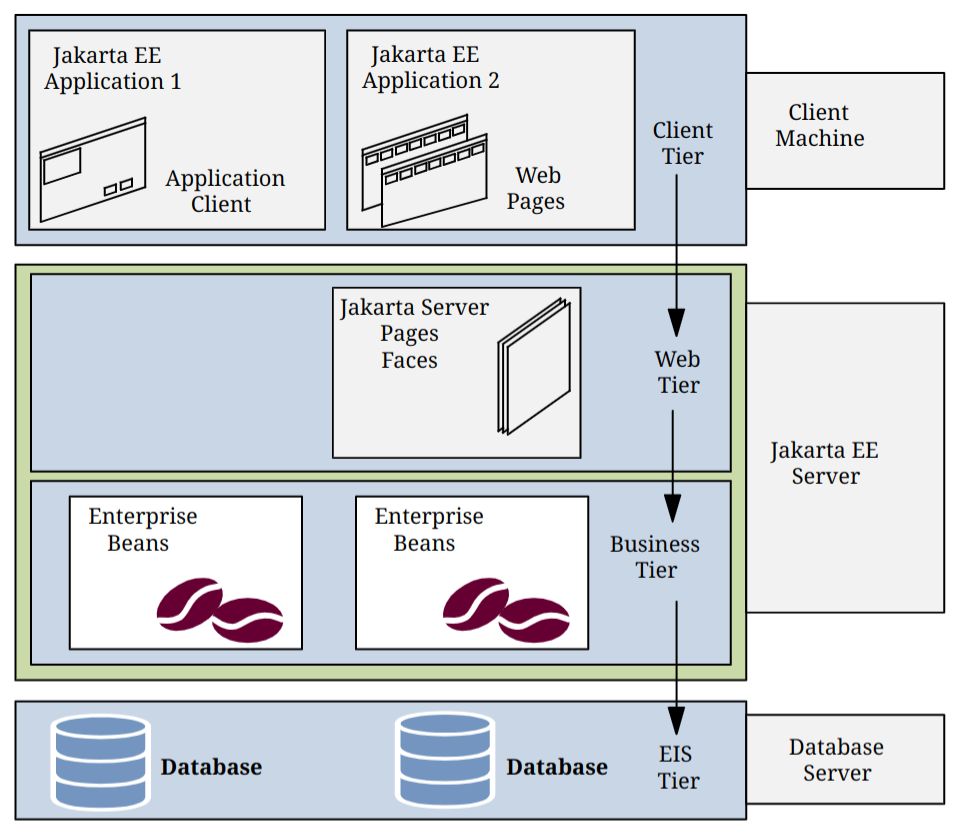 Jakarta EE
Application 1
Application
Client
Jakarta EE
Application 2
Web
Pages
Client
Tier
Client
Machine
Jakarta Server
Pages
Faces
Web
Tier
Jakarta EE
Server
Enterprise
Beans
Enterprise
Beans
Business
Tier
Database
Database
EIS
Tier
Database
Server